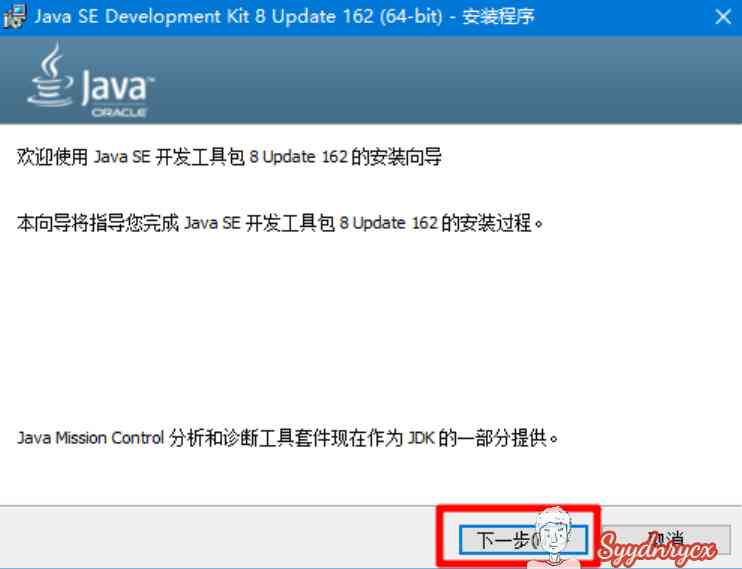 Java SE Development Kit 8 Update 162 (64-bit) - 安装程序
Java™
ORACLE
欢迎使用 Java SE 开发工具包 8 Update 162 的安装向导
本向导将指导您完成 Java SE 开发工具包 8 Update 162 的安装过程。
Java Mission Control 分析和诊断工具套件现在作为 JDK 的一部分提供。
下一步(
取消
Syydnrycx